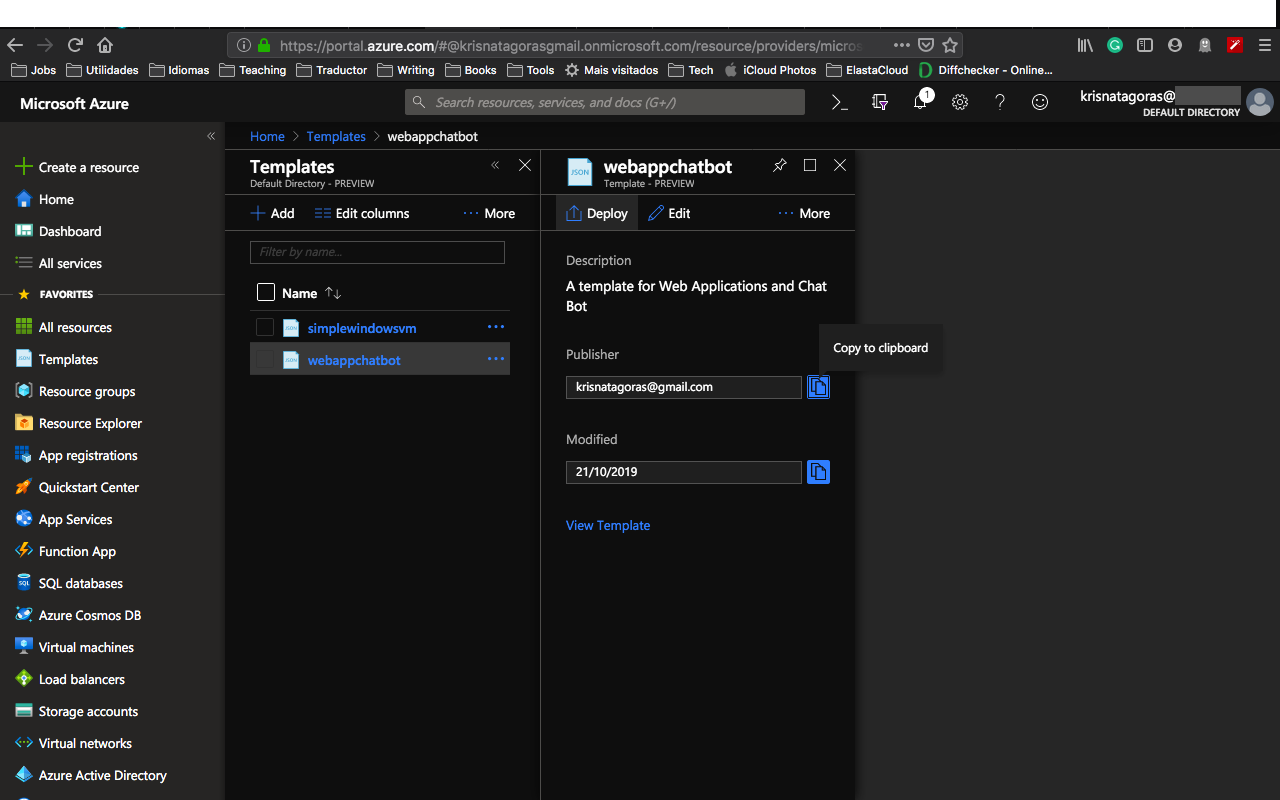 https://portal.azure.com/#@krisnatagorasgmail.onmicrosoft.com/resource/providers/micros
Jobs Utilidades Idiomas Teaching Traductor Writing Books Tools Mais visitados Tech iCloud Photos ElastaCloud Diffchecker - Online...
Microsoft Azure
Search resources, services, and docs (G+/)
1
krisnatagoras@
DEFAULT DIRECTORY
Home > Templates > webappchatbot
Create a resource
Home
Dashboard
All services
FAVORITES
All resources
Templates
Resource groups
Resource Explorer
App registrations
Quickstart Center
App Services
Function App
SQL databases
Azure Cosmos DB
Virtual machines
Load balancers
Storage accounts
Virtual networks
Azure Active Directory
Templates
Default Directory - PREVIEW
Add Edit columns ... More
Filter by name...
Name
JSON simplewindowsvm ...
JSON webappchatbot ...
JSON
webappchatbot
Template - PREVIEW
Deploy Edit ... More
Description
A template for Web Applications and Chat
Bot
Copy to clipboard
Publisher
krisnatagoras@gmail.com
Modified
21/10/2019
View Template